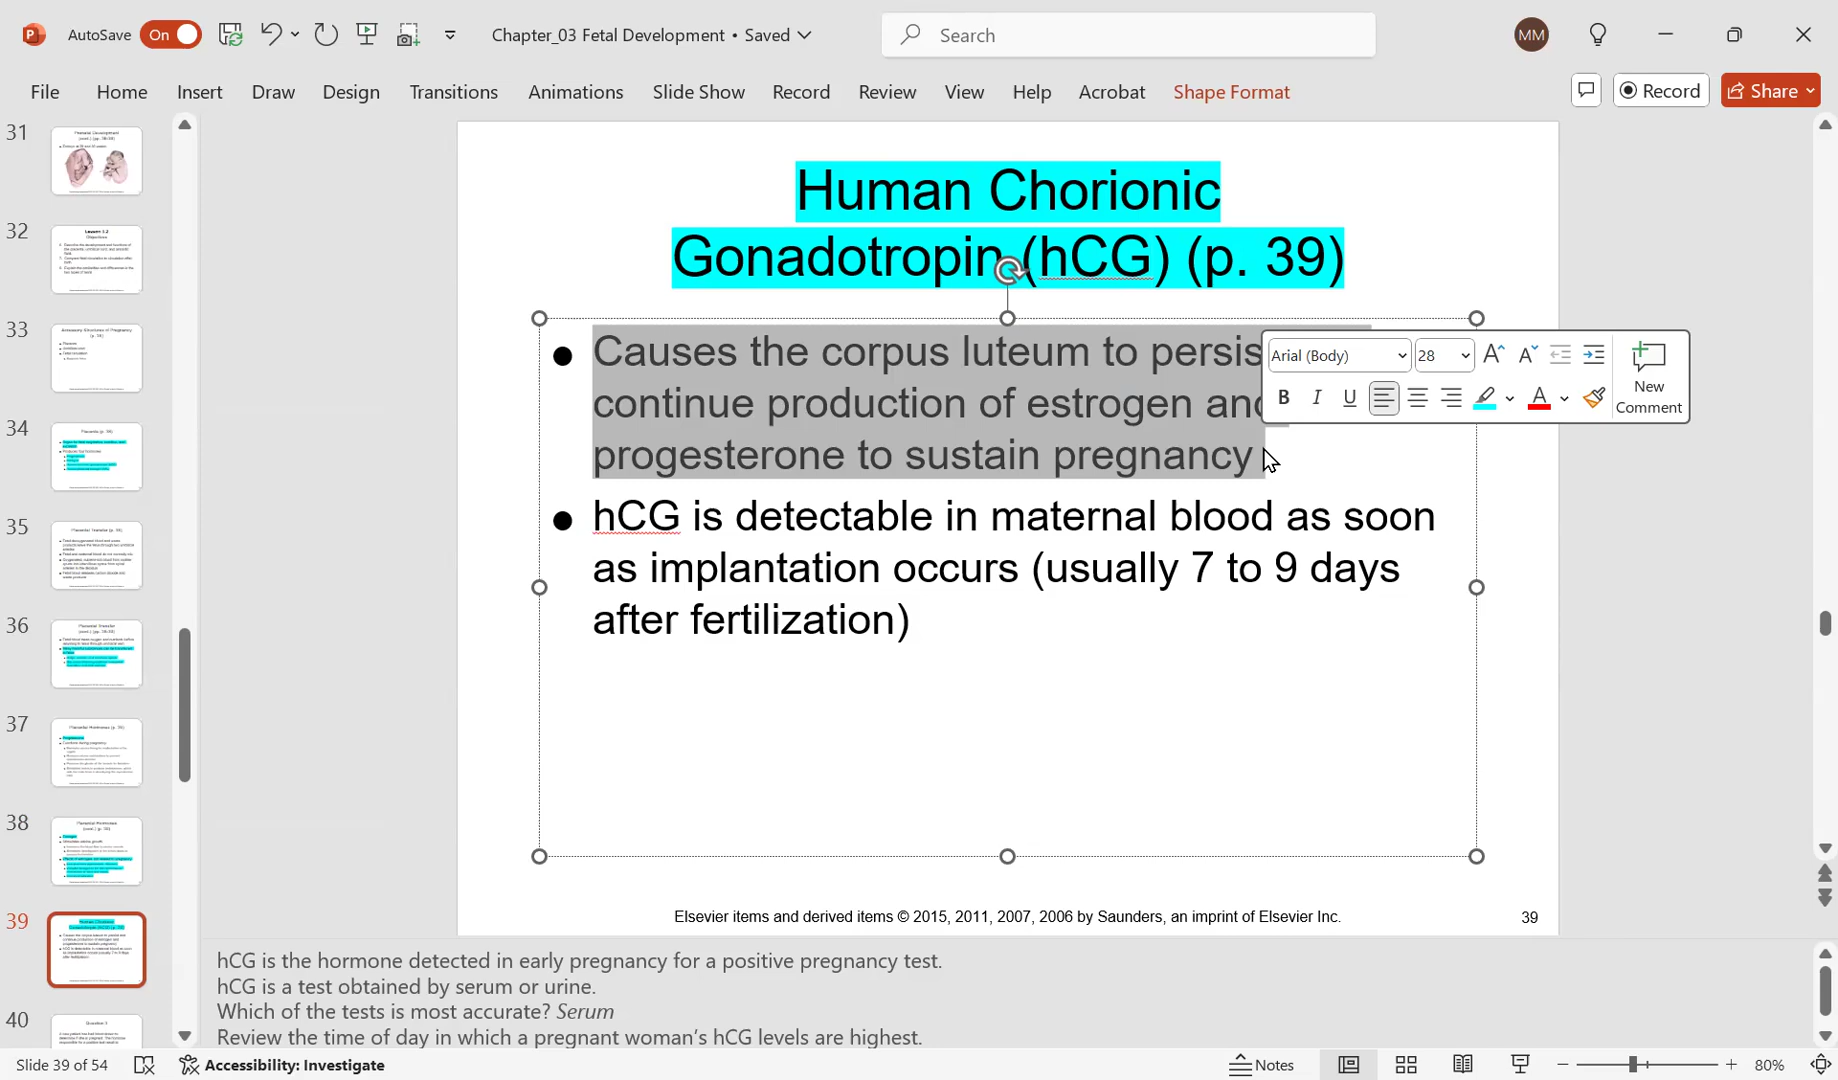 AutoSave On
Chapter_03 Fetal Development • Saved
Search
MM
File Home Insert Draw Design Transitions Animations Slide Show Record Review View Help Acrobat Shape Format
Record
Share
31
32
33
34
35
36
37
38
39
40
Human Chorionic
Gonadotropin (hCG) (p. 39)
● Causes the corpus luteum to
continue production of estrogen
progesterone to sustain pregnancy
● hCG is detectable in maternal blood as soon
as implantation occurs (usually 7 to 9 days
after fertilization)
Arial (Body) 28
B I U A
New
Comment
Elsevier items and derived items © 2015, 2011, 2007, 2006 by Saunders, an imprint of Elsevier Inc.
39
hCG is the hormone detected in early pregnancy for a positive pregnancy test.
hCG is a test obtained by serum or urine.
Which of the tests is most accurate? Serum
Review the time of day in which a pregnant woman's hCG levels are highest.
Slide 39 of 54
Accessibility: Investigate
Notes
80%